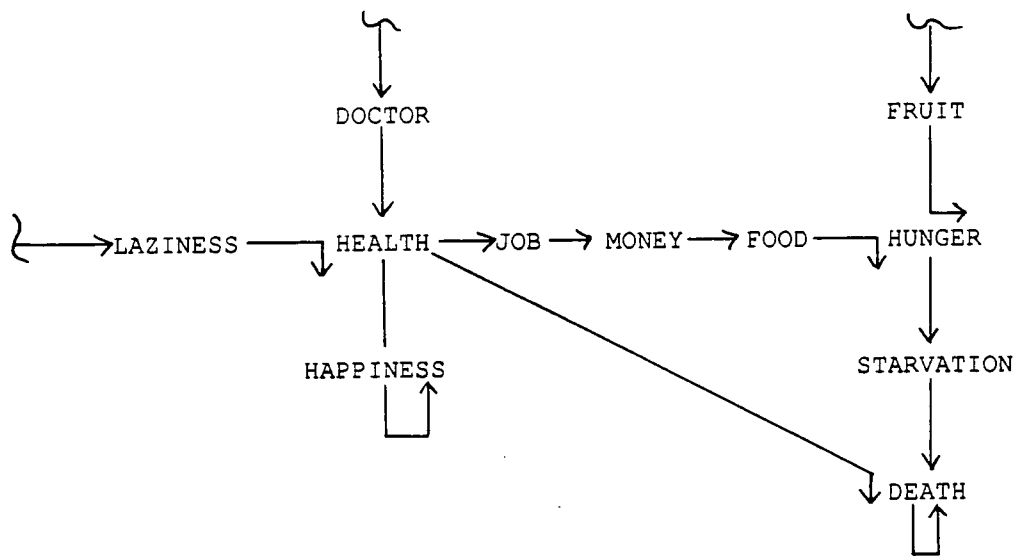 DOCTOR
FRUIT
LAZINESS HEALTH JOB MONEY FOOD HUNGER
HAPPINESS
STARVATION
DEATH